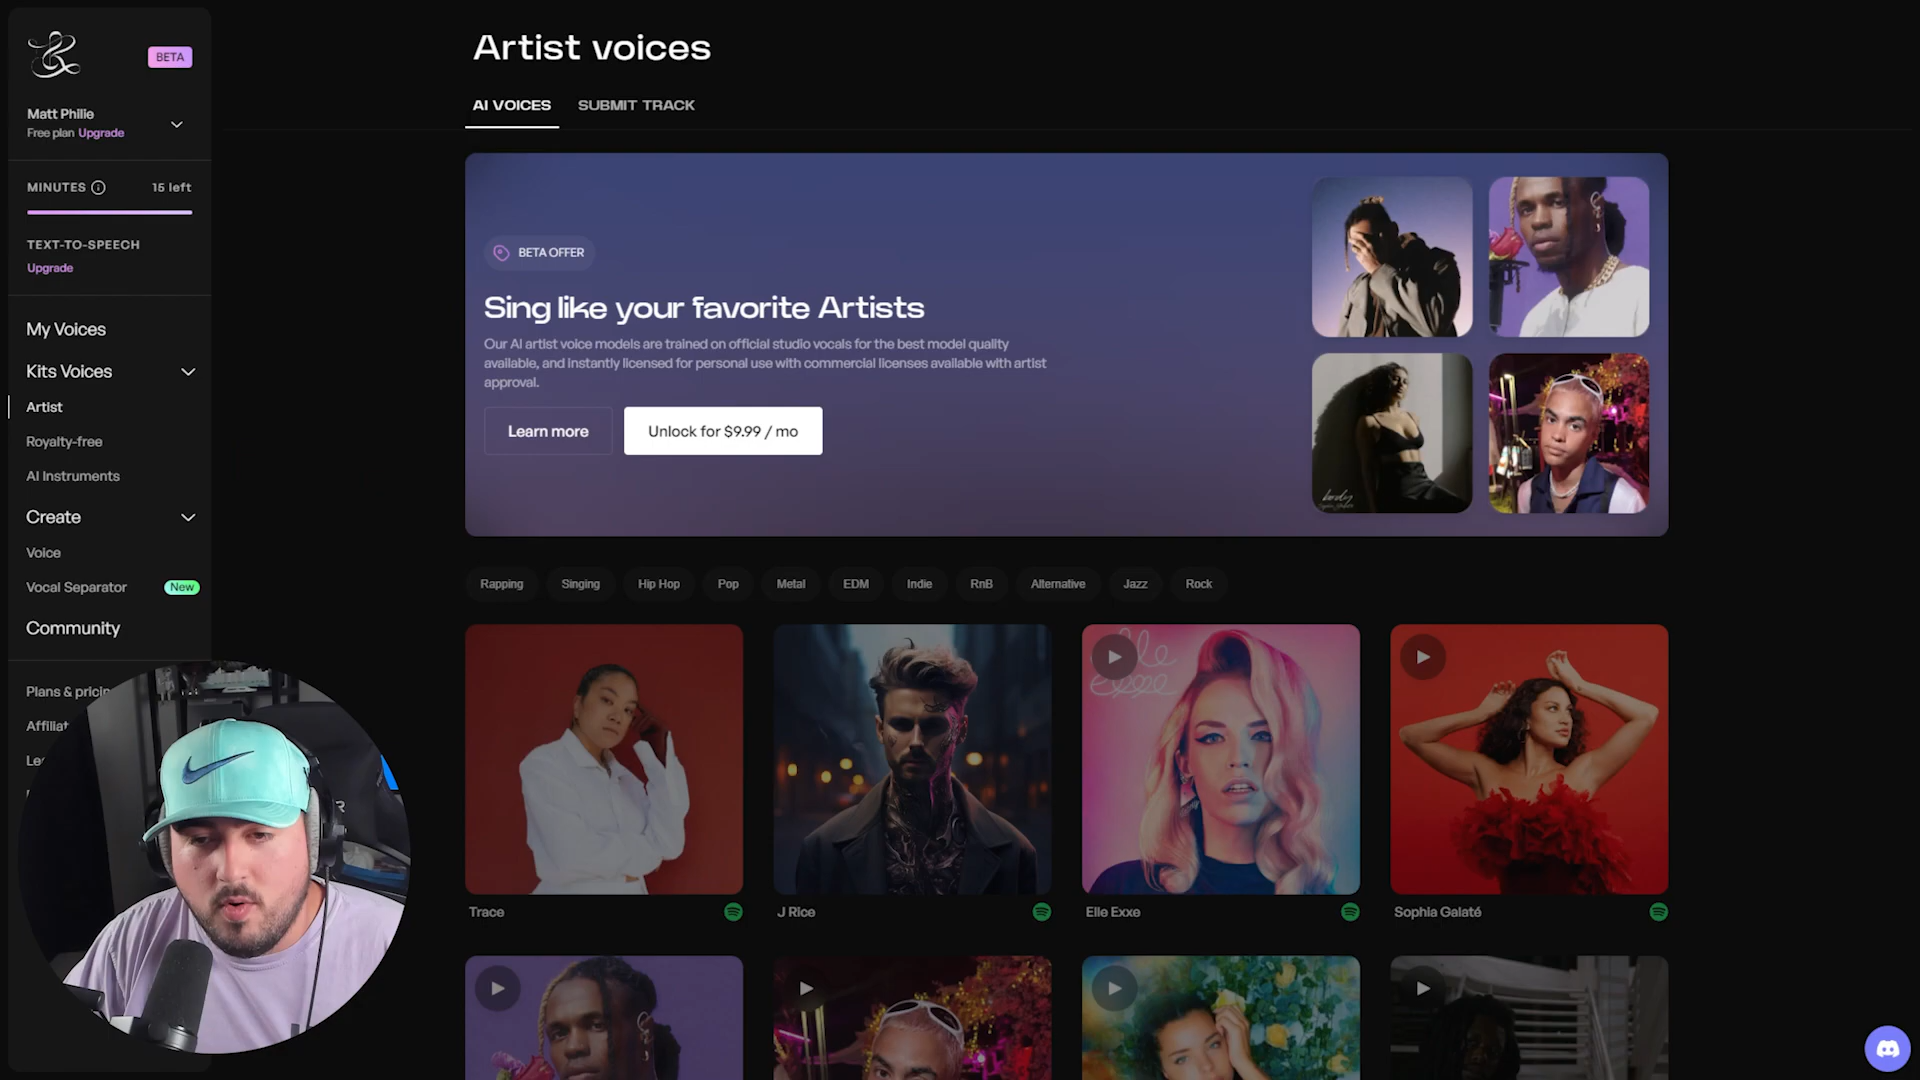 BETA
Matt Philie
Free plan Upgrade
MINUTES 15 left
TEXT-TO-SPEECH
Upgrade
My Voices
Kits Voices
Artist
Royalty-free
AI Instruments
Create
Voice
Vocal Separator New
Community
Plans & pricin
Affiliat
Le
Artist voices
AI VOICES SUBMIT TRACK
BETA OFFER
Sing like your favorite Artists
Our AI artist voice models are trained on official studio vocals for the best model quality
available, and instantly licensed for personal use with commercial licenses available with artist
approval.
Learn more Unlock for $9.99 / mo
Rapping Singing Hip Hop Pop Metal EDM Indie RnB Alternative Jazz Rock
Trace J Rice Elle Exxe Sophia Galaté